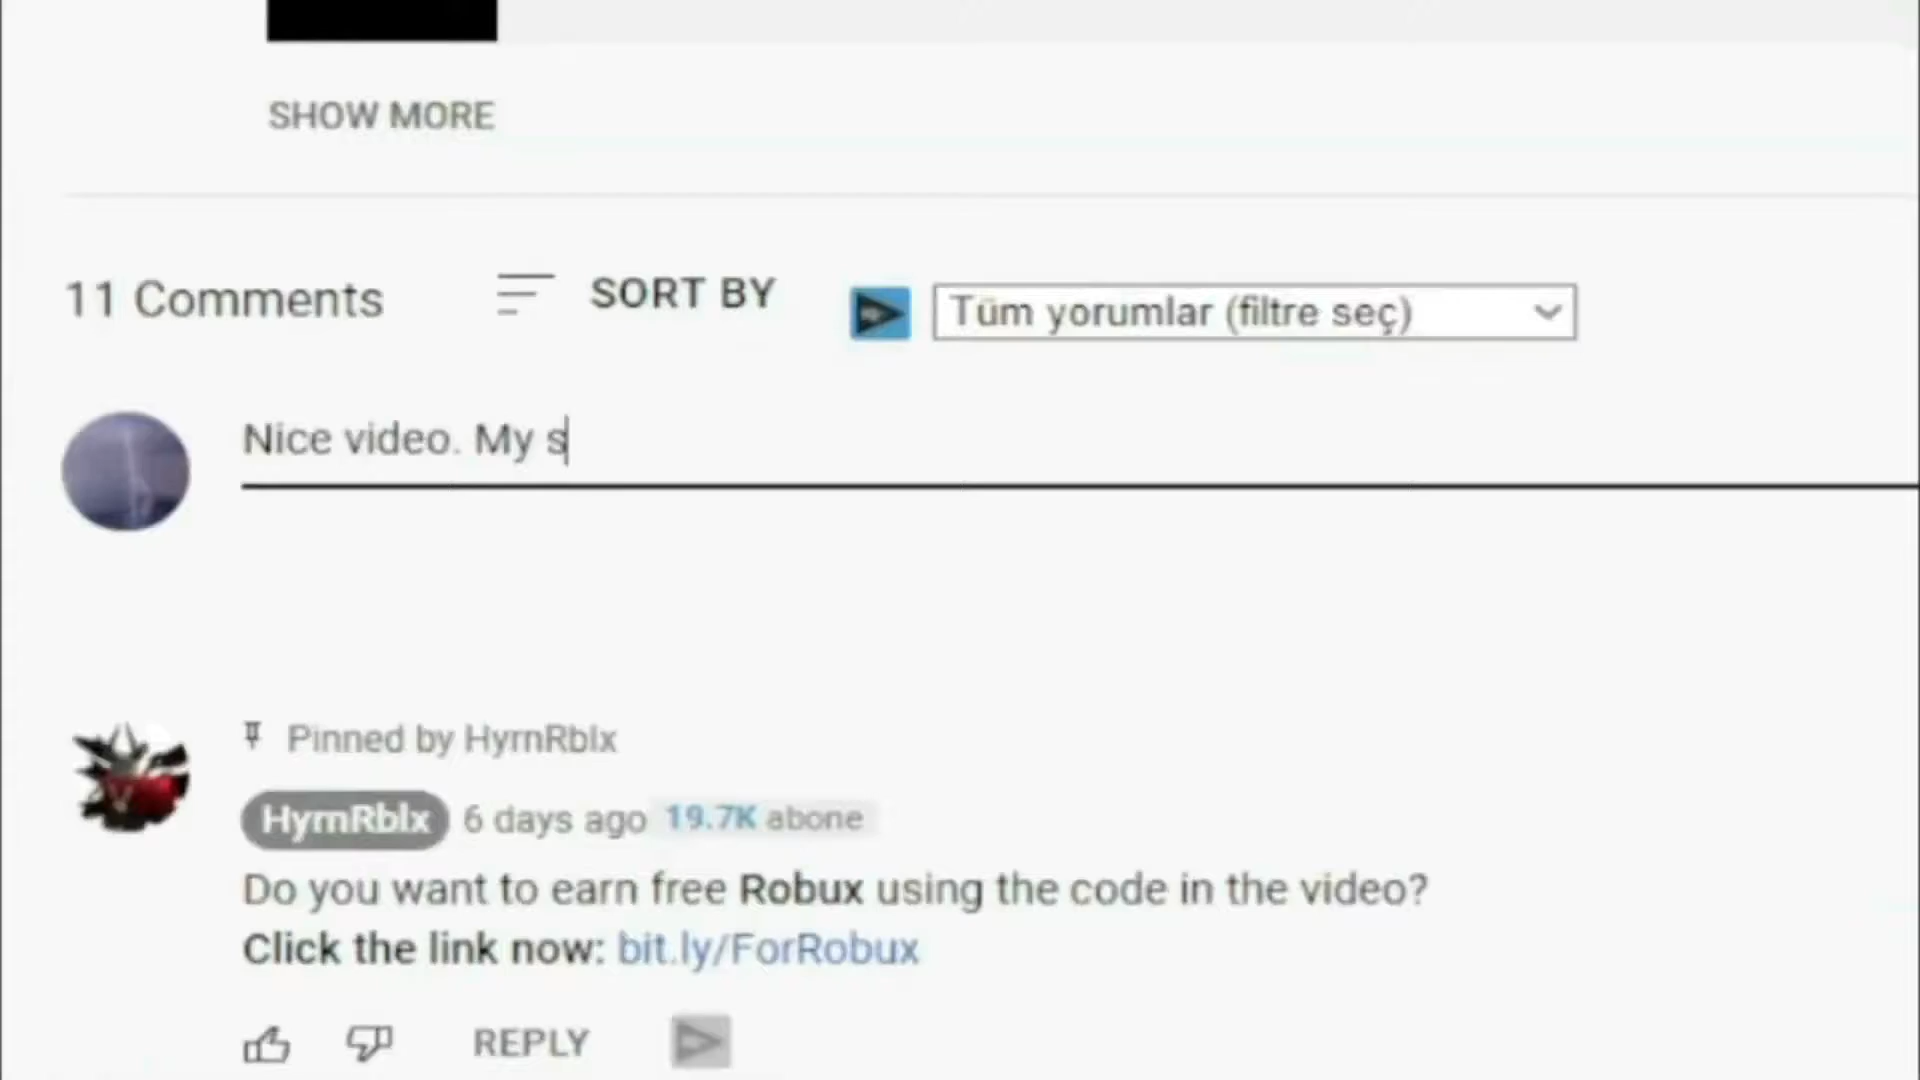 SHOW MORE
11 Comments
SORT BY
Tüm yorumlar (filtre seç)
Nice video. My s
Pinned by HyrnRblx
HyrnRblx 6 days ago 19.7K abone
Do you want to earn free Robux using the code in the video?
Click the link now: bit.ly/ForRobux
REPLY